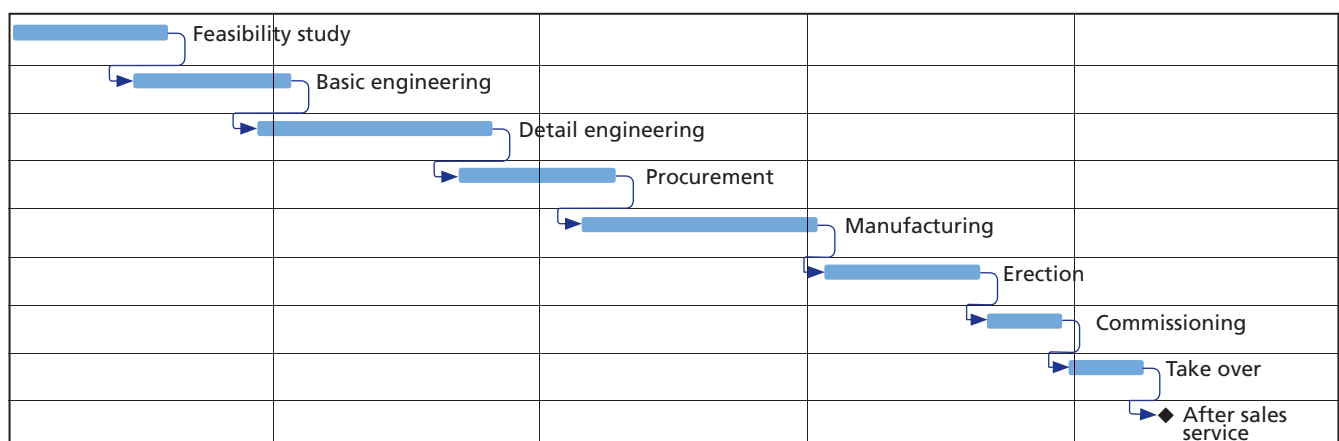 Feasibility study
Basic engineering
Detail engineering
Procurement
Manufacturing
Erection
Commissioning
Take over
After sales
service